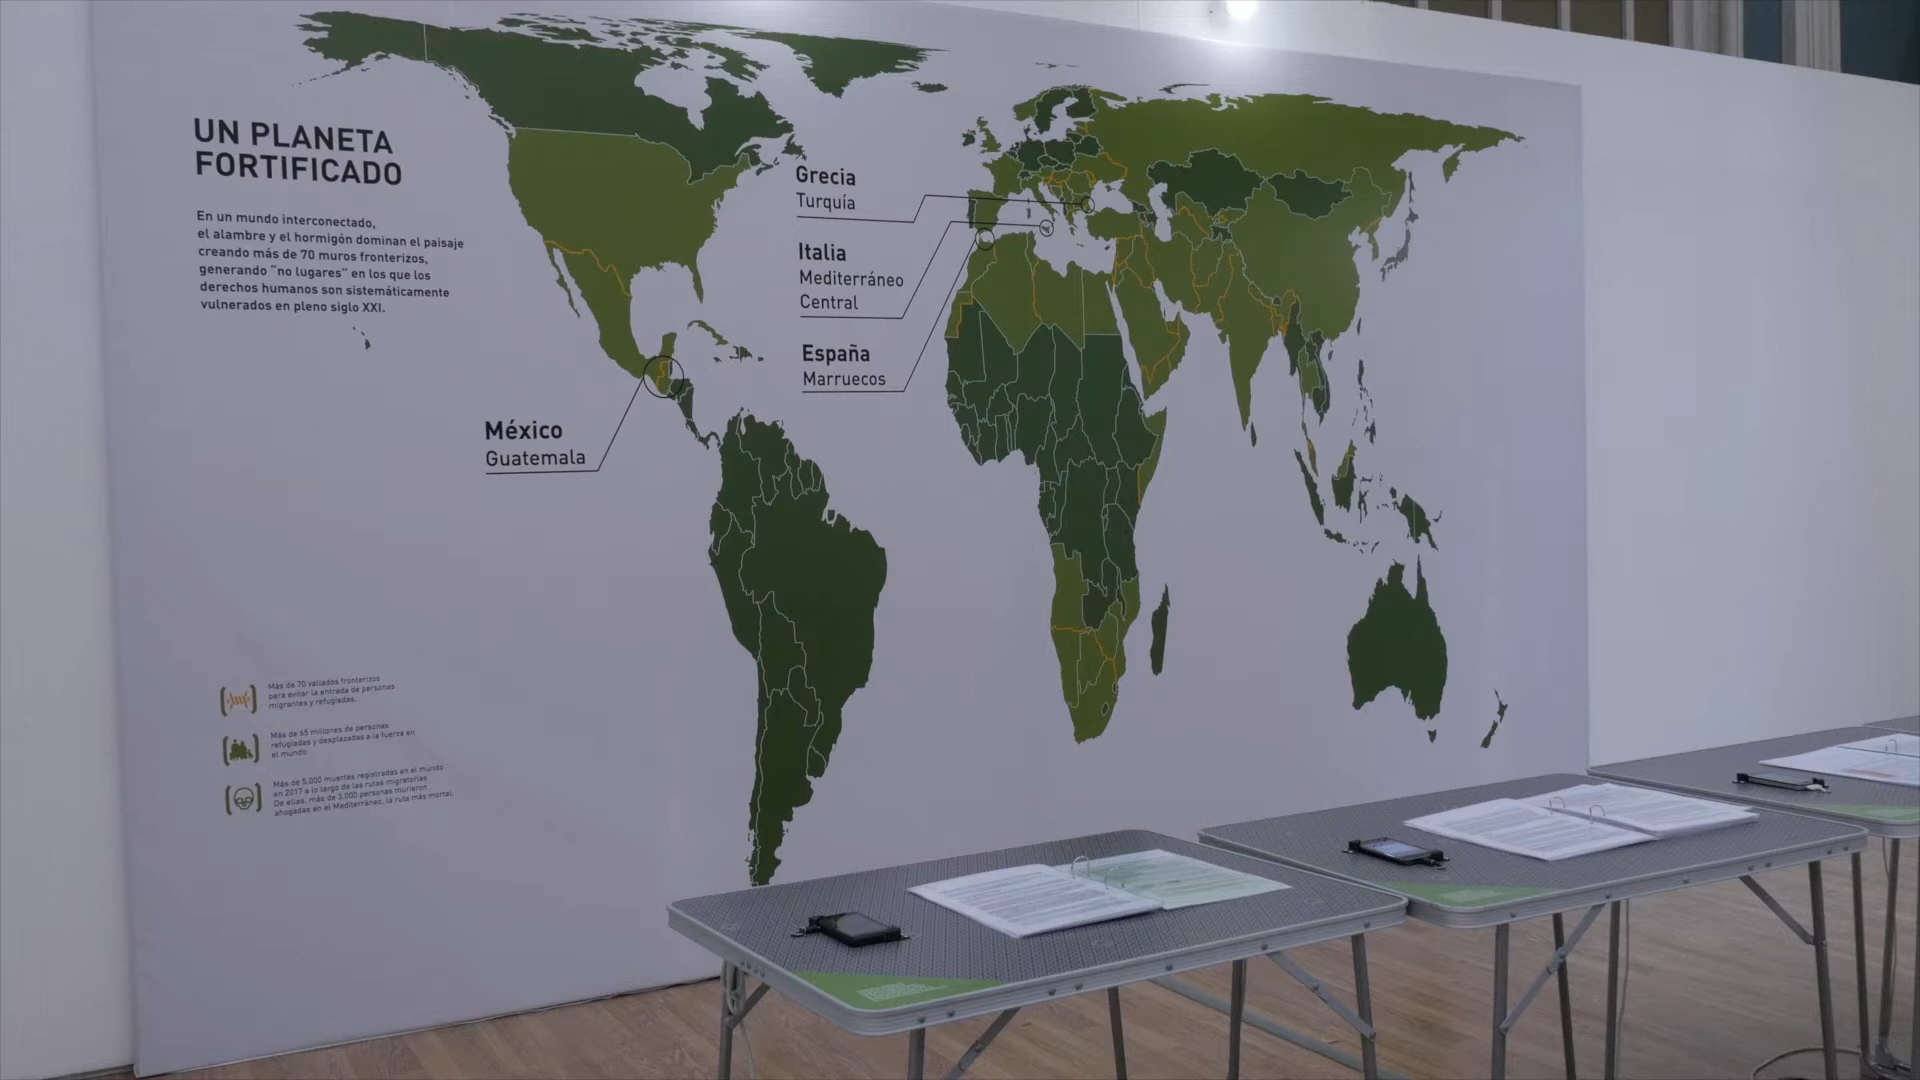 UN PLANETA
FORTIFICADO
En un mundo interconectado,
el alambre y el hormigón dominan el paisaje
creando más de 70 muros fronterizos,
generando "no lugares" en los que los
derechos humanos son sistemáticamente
vulnerados en pleno siglo XXI.
Grecia
Turquía
Italia
Mediterráneo
Central
España
Marruecos
México
Guatemala
Más de 70 vallados fronterizos
para evitar la entrada de personas
migrantes y refugiadas.
Más de 65 millones de personas
refugiadas y desplazadas a la fuerza en
el mundo
Más de 5.000 muertes registradas en el mundo
en 2017 a lo largo de las rutas migratorias
De ellas, más de 3.000 personas murieron
ahogadas en el Mediterráneo, la ruta más mortal.